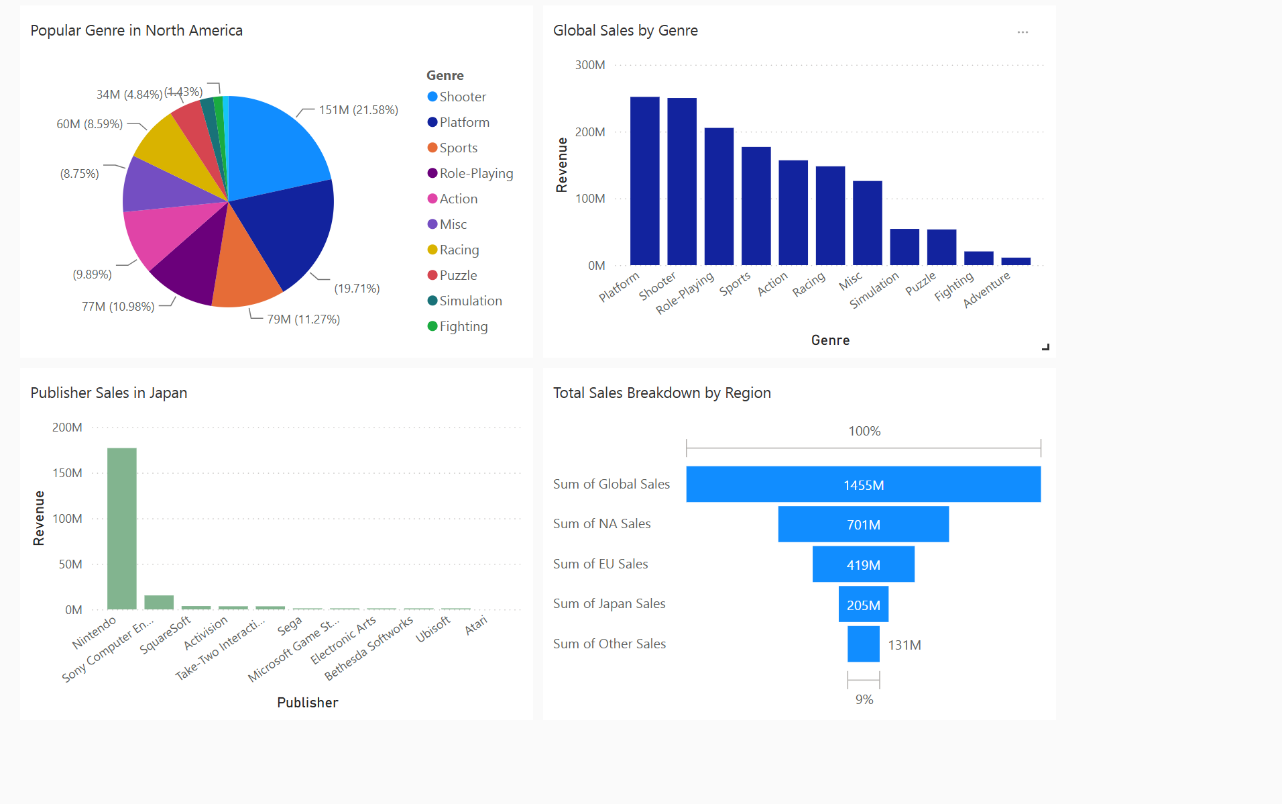 Popular Genre in North America
34M (4.84%)
(1.43%)
60M (8.59%)
(8.75%)
(9.89%)
77M (10.98%)
79M (11.27%)
(19.71%)
151M (21.58%)
Genre
Shooter
Platform
Sports
Role-Playing
Action
Misc
Racing
Puzzle
Simulation
Fighting
Global Sales by Genre
...
300M
200M
100M
0M
Revenue
Platform
Shooter
Role-Playing
Sports
Action
Racing
Misc
Simulation
Puzzle
Fighting
Adventure
Genre
Publisher Sales in Japan
200M
150M
100M
50M
0M
Revenue
Nintendo
Sony Computer En...
SquareSoft
Activision
Take-Two Interacti...
Sega
Microsoft Game St...
Electronic Arts
Bethesda Softworks
Ubisoft
Atari
Publisher
Total Sales Breakdown by Region
100%
Sum of Global Sales 1455M
Sum of NA Sales 701M
Sum of EU Sales 419M
Sum of Japan Sales 205M
Sum of Other Sales 131M
9%